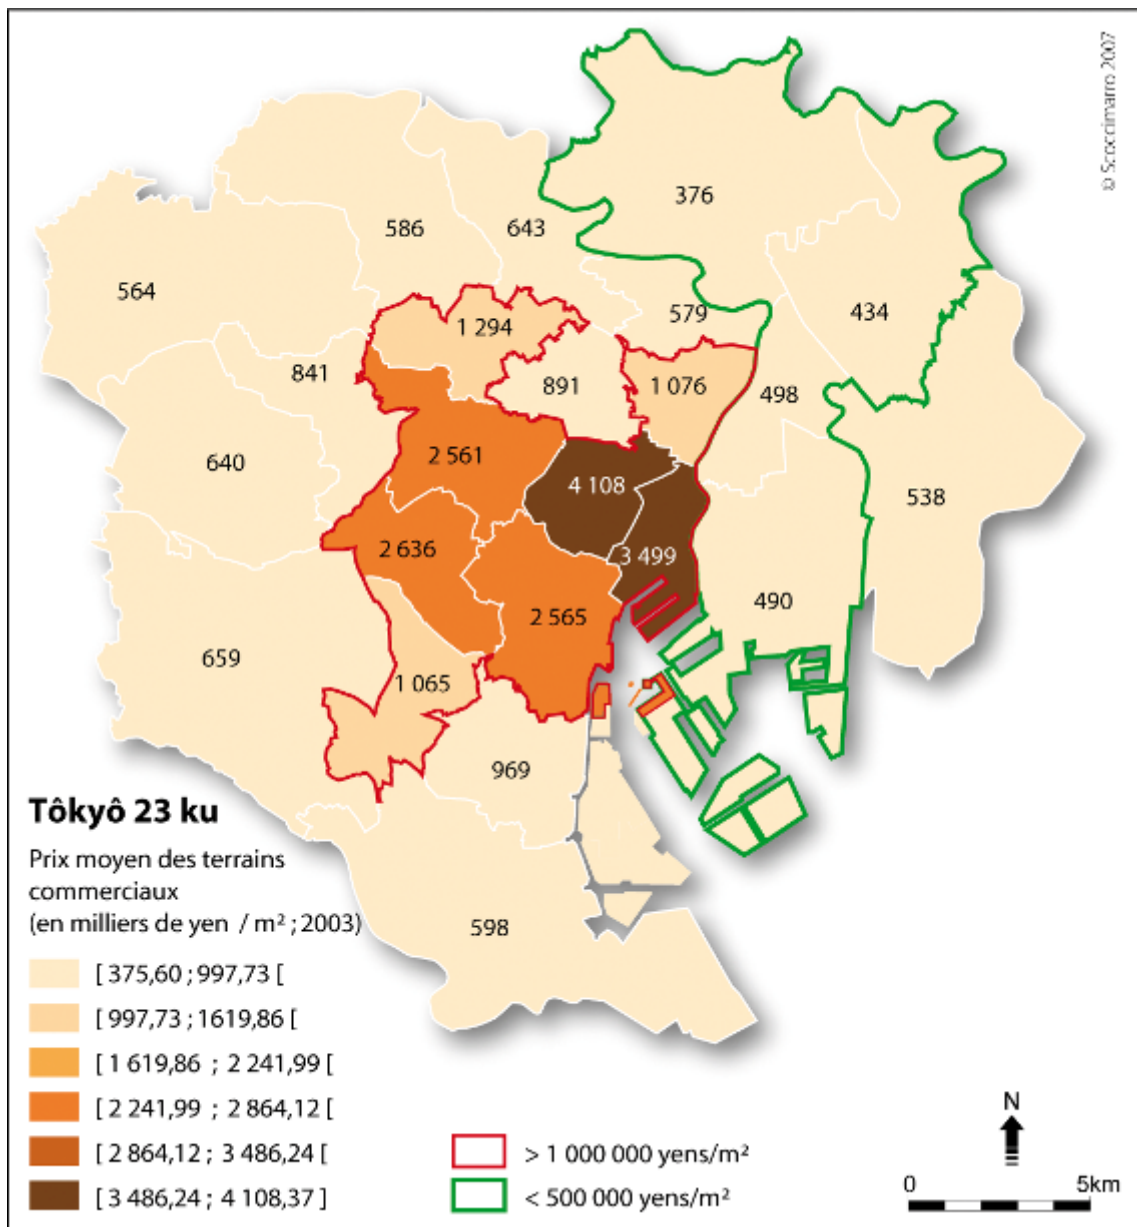 © Scoccimarro 2007
376
586
643
564
434
579
1 294
841
891
1 076
498
2 561
640
4 108
538
2 636
3 499
490
2 565
659
1 065
969
598
Tôkyô 23 ku
Prix moyen des terrains
commerciaux
(en milliers de yen / m² ; 2003)
[ 375,60 ; 997,73 [
[ 997,73 ; 1619,86 [
[ 1 619,86 ; 2 241,99 [
[ 2 241,99 ; 2 864,12 [
[ 2 864,12 ; 3 486,24 [
[ 3 486,24 ; 4 108,37 ]
> 1 000 000 yens/m²
< 500 000 yens/m²
N
0 5km